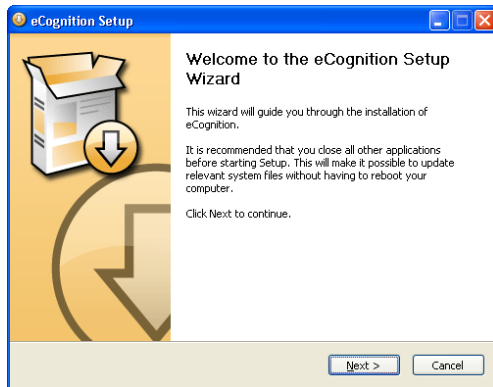 eCognition Setup
Welcome to the eCognition Setup
Wizard
This wizard will guide you through the installation of
eCognition.
It is recommended that you close all other applications
before starting Setup. This will make it possible to update
relevant system files without having to reboot your
computer.
Click Next to continue.
Next >
Cancel